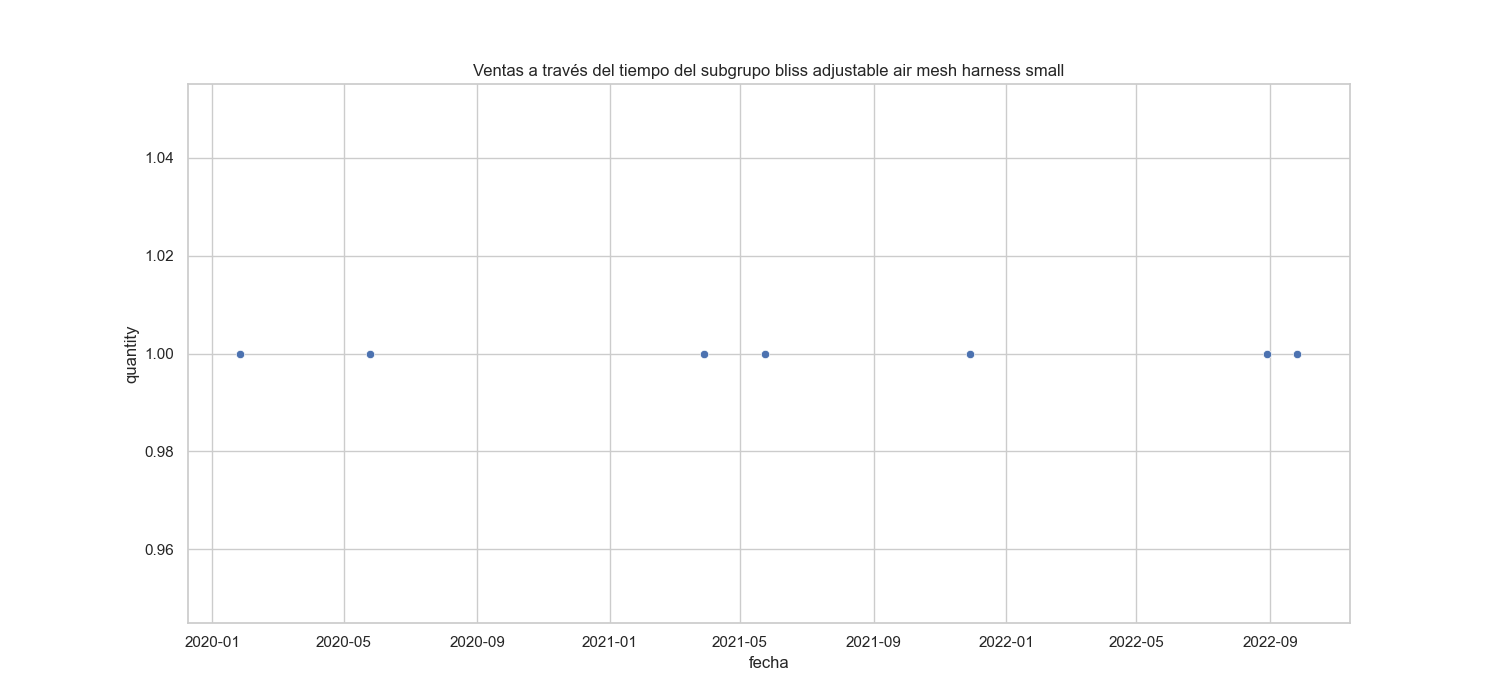 Ventas a través del tiempo del subgrupo bliss adjustable air mesh harness small
1.04
1.02
1.00
0.98
0.96
quantity
2020-01 2020-05 2020-09 2021-01 2021-05 2021-09 2022-01 2022-05 2022-09
fecha